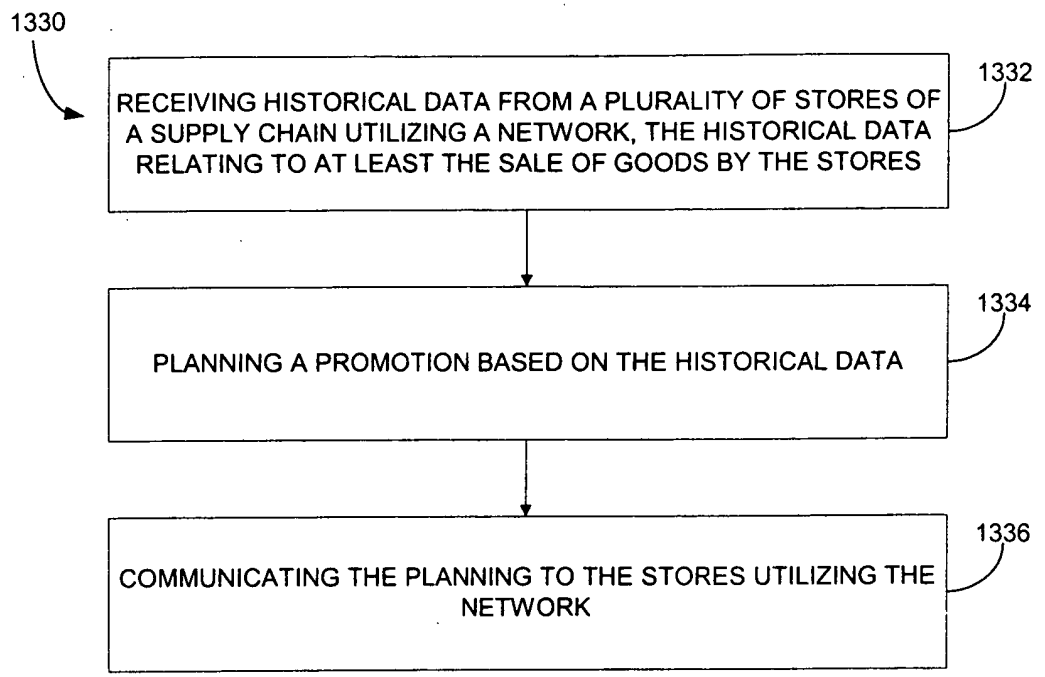 1330
1332
RECEIVING HISTORICAL DATA FROM A PLURALITY OF STORES OF
A SUPPLY CHAIN UTILIZING A NETWORK, THE HISTORICAL DATA
RELATING TO AT LEAST THE SALE OF GOODS BY THE STORES
1334
PLANNING A PROMOTION BASED ON THE HISTORICAL DATA
1336
COMMUNICATING THE PLANNING TO THE STORES UTILIZING THE
NETWORK